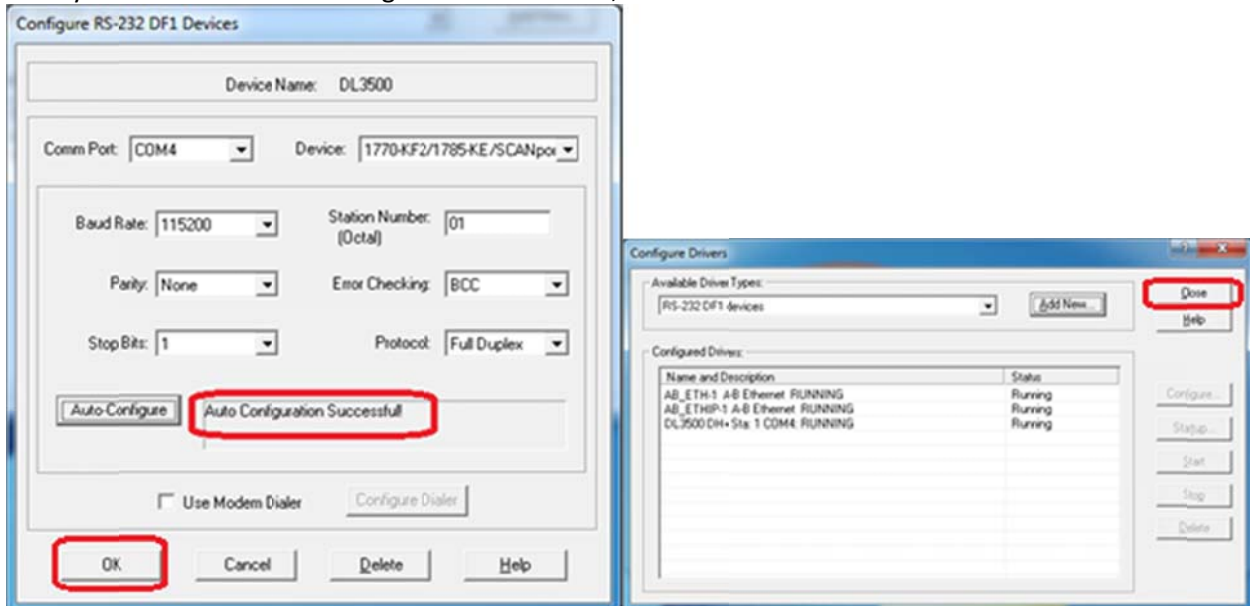 Configure RS-232 DF1 Devices
Device Name: DL3500
Comm Port: COM4 Device: 1770-KF2/1785-KE/SCANpor
Baud Rate: 115200 Station Number: 01
(Octal)
Parity: None Error Checking: BCC
Stop Bits: 1 Protocol: Full Duplex
Auto-Configure Auto Configuration Successful!
Use Modem Dialer Configure Dialer
OK Cancel Delete Help
Configure Drivers
Available Driver Types:
RS-232 DF1 devices Add New... Close
Help
Configured Drivers:
Name and Description Status
AB_ETH-1 A-B Ethernet RUNNING Running Configure...
AB_ETHIP-1 A-B Ethernet RUNNING Running
DL3500 DH+ Sta: 1 COM4: RUNNING Running Startup...
Start
Stop
Delete